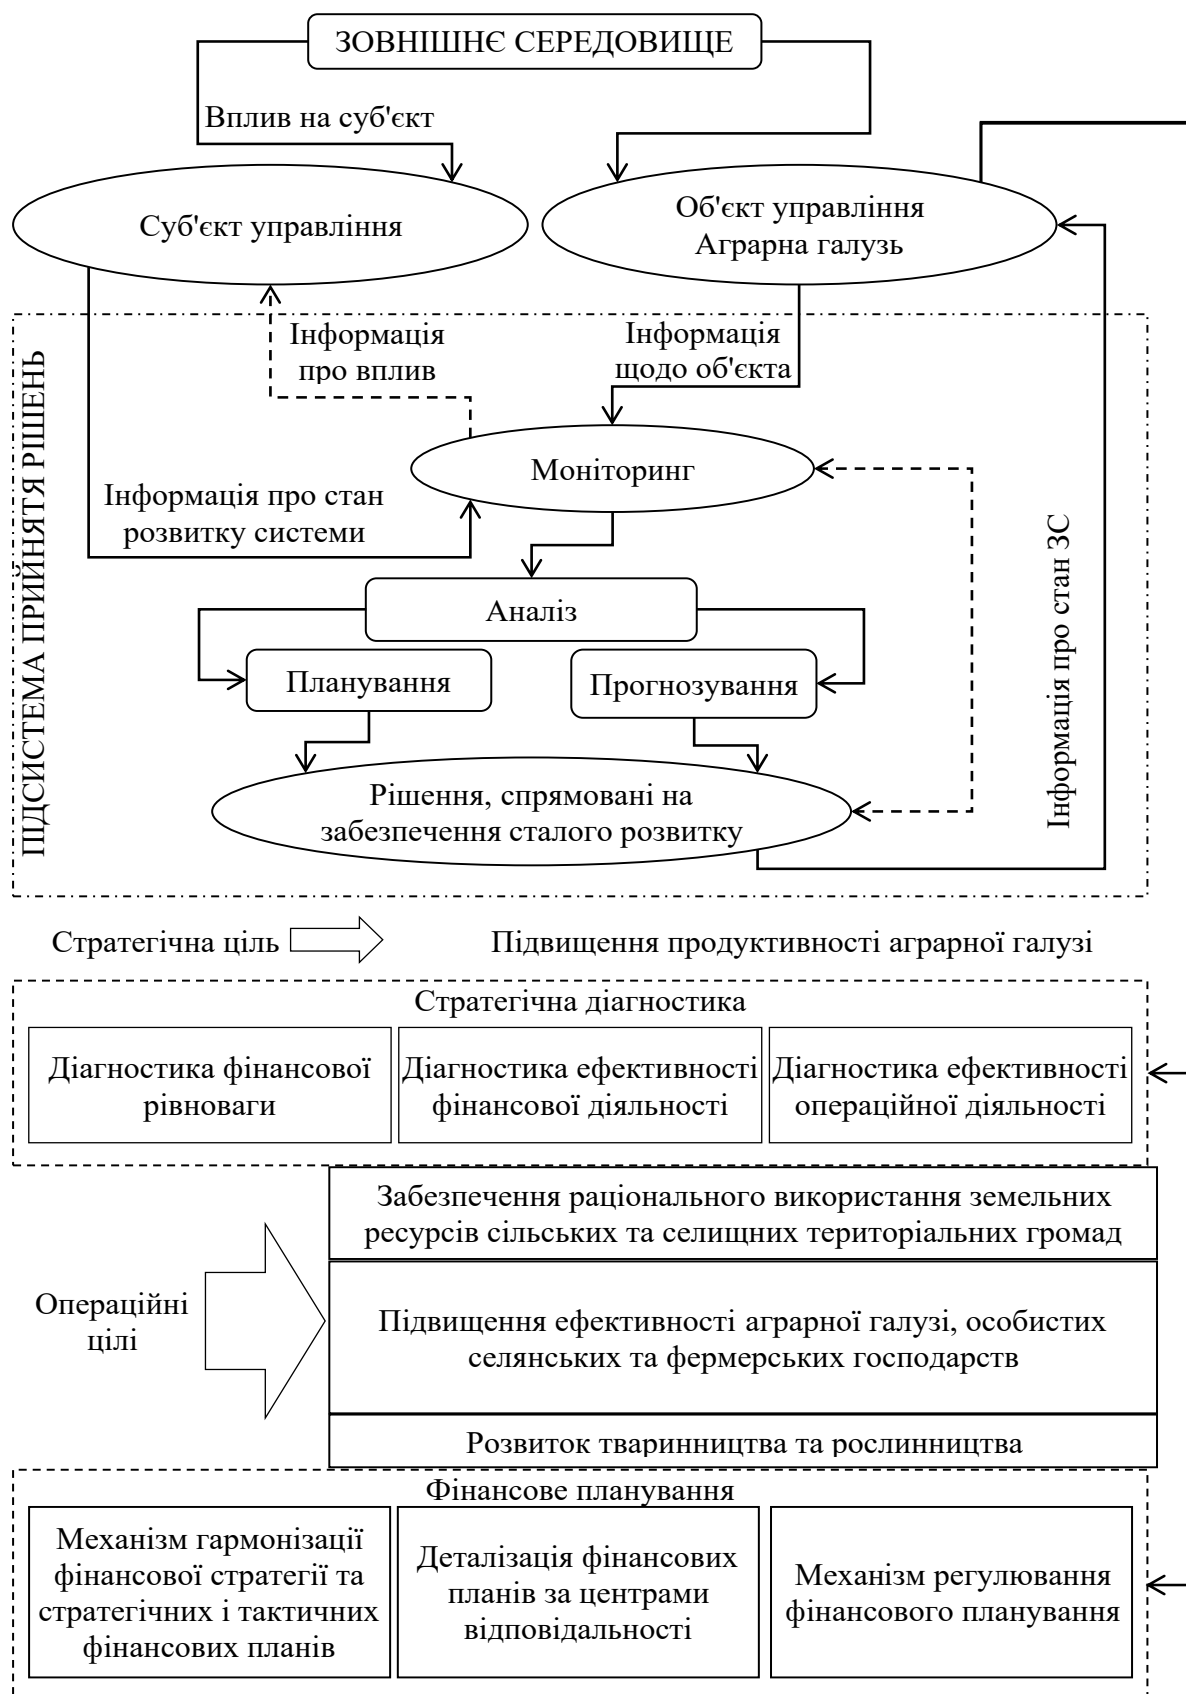 ЗОВНІШНЄ СЕРЕДОВИЩЕ
Вплив на суб'єкт
Суб'єкт управління
Об'єкт управління
Аграрна галузь
ПІДСИСТЕМА ПРИЙНЯТЯ РІШЕНЬ
Інформація
про вплив
Інформація
щодо об'єкта
Моніторинг
Інформація про стан
розвитку системи
Інформація про стан ЗС
Аналіз
Планування
Прогнозування
Рішення, спрямовані на
забезпечення сталого розвитку
Стратегічна ціль
Підвищення продуктивності аграрної галузі
Стратегічна діагностика
Діагностика фінансової
рівноваги
Діагностика ефективності
фінансової діяльності
Діагностика ефективності
операційної діяльності
Забезпечення раціонального використання земельних
ресурсів сільських та селищних територіальних громад
Операційні
цілі
Підвищення ефективності аграрної галузі, особистих
селянських та фермерських господарств
Розвиток тваринництва та рослинництва
Фінансове планування
Механізм гармонізації
фінансової стратегії та
стратегічних і тактичних
фінансових планів
Деталізація фінансових
планів за центрами
відповідальності
Механізм регулювання
фінансового планування